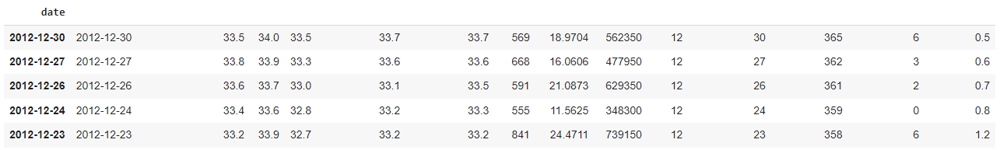 date
2012-12-30 2012-12-30 33.5 34.0 33.5 33.7 33.7 569 18.9704 562350 12 30 365 6 0.5
2012-12-27 2012-12-27 33.8 33.9 33.3 33.6 33.6 668 16.0606 477950 12 27 362 3 0.6
2012-12-26 2012-12-26 33.6 33.7 33.0 33.1 33.5 591 21.0873 629350 12 26 361 2 0.7
2012-12-24 2012-12-24 33.4 33.6 32.8 33.2 33.3 555 11.5625 348300 12 24 359 0 0.8
2012-12-23 2012-12-23 33.2 33.9 32.7 33.2 33.2 841 24.4711 739150 12 23 358 6 1.2